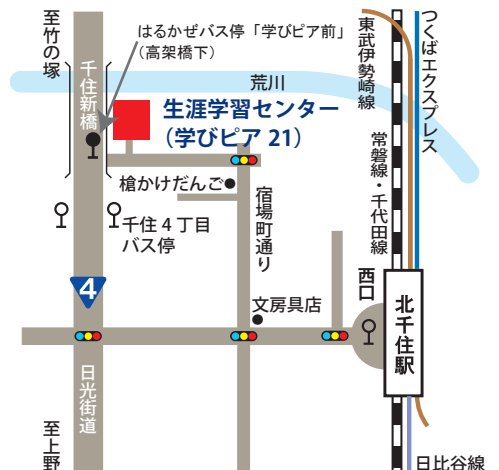 はるかぜバス停「学びピア前」
（高架橋下）
至竹の塚
千住新橋
荒川
東武伊勢崎線
つくばエクスプレス
生涯学習センター
（学びピア 21）
常磐線・千代田線
槍かけだんご
宿場町通り
千住４丁目
バス停
西口
4
文房具店
北千住駅
日光街道
至上野
日比谷線